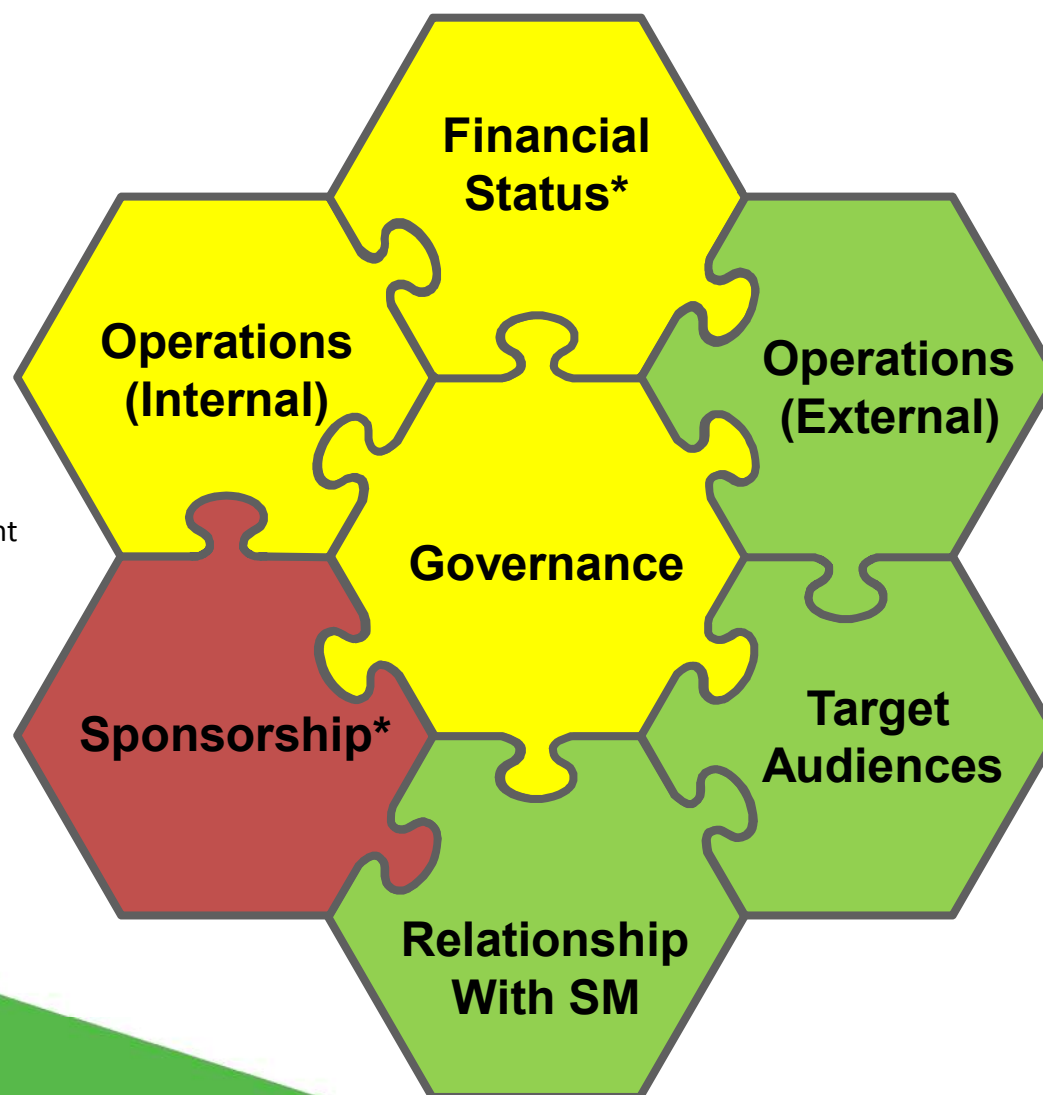 Financial
Status*
Operations
(Internal)
Operations
(External)
nt
Governance
Sponsorship*
Target
Audiences
Relationship
With SM